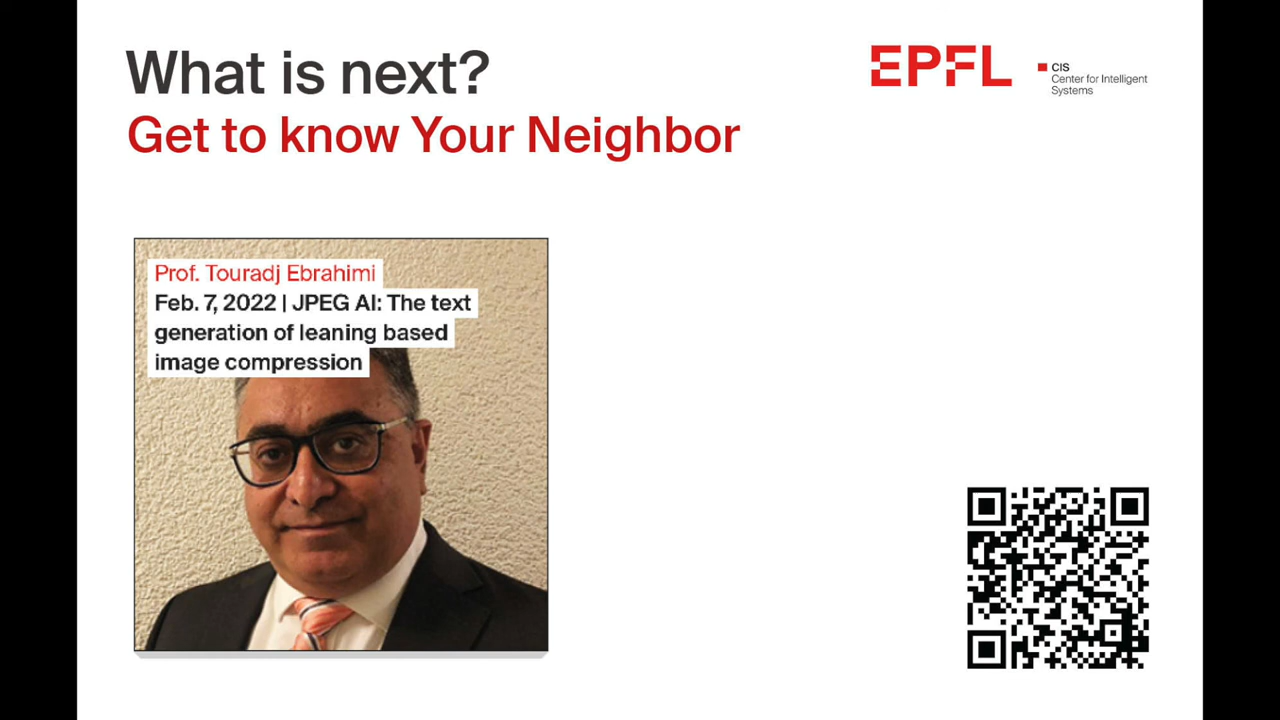 What is next?
Get to know Your Neighbor
EPFL
CIS
Center for Intelligent
Systems
Prof. Touradj Ebrahimi
Feb. 7, 2022 | JPEG AI: The text
generation of leaning based
image compression